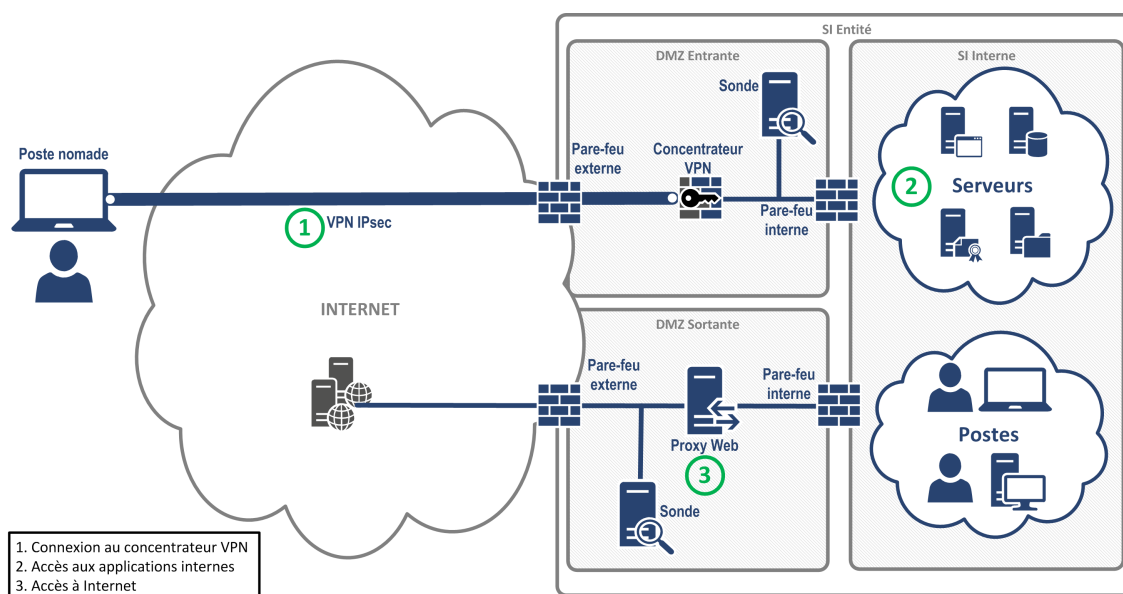 SI Entité
DMZ Entrante
SI Interne
Sonde
Poste nomade
Pare-feu
externe
Concentrateur
VPN
2
Serveurs
1
VPN IPsec
Pare-feu
interne
INTERNET
DMZ Sortante
Pare-feu
externe
Pare-feu
interne
Proxy Web
3
Postes
Sonde
1. Connexion au concentrateur VPN
2. Accès aux applications internes
3. Accès à Internet